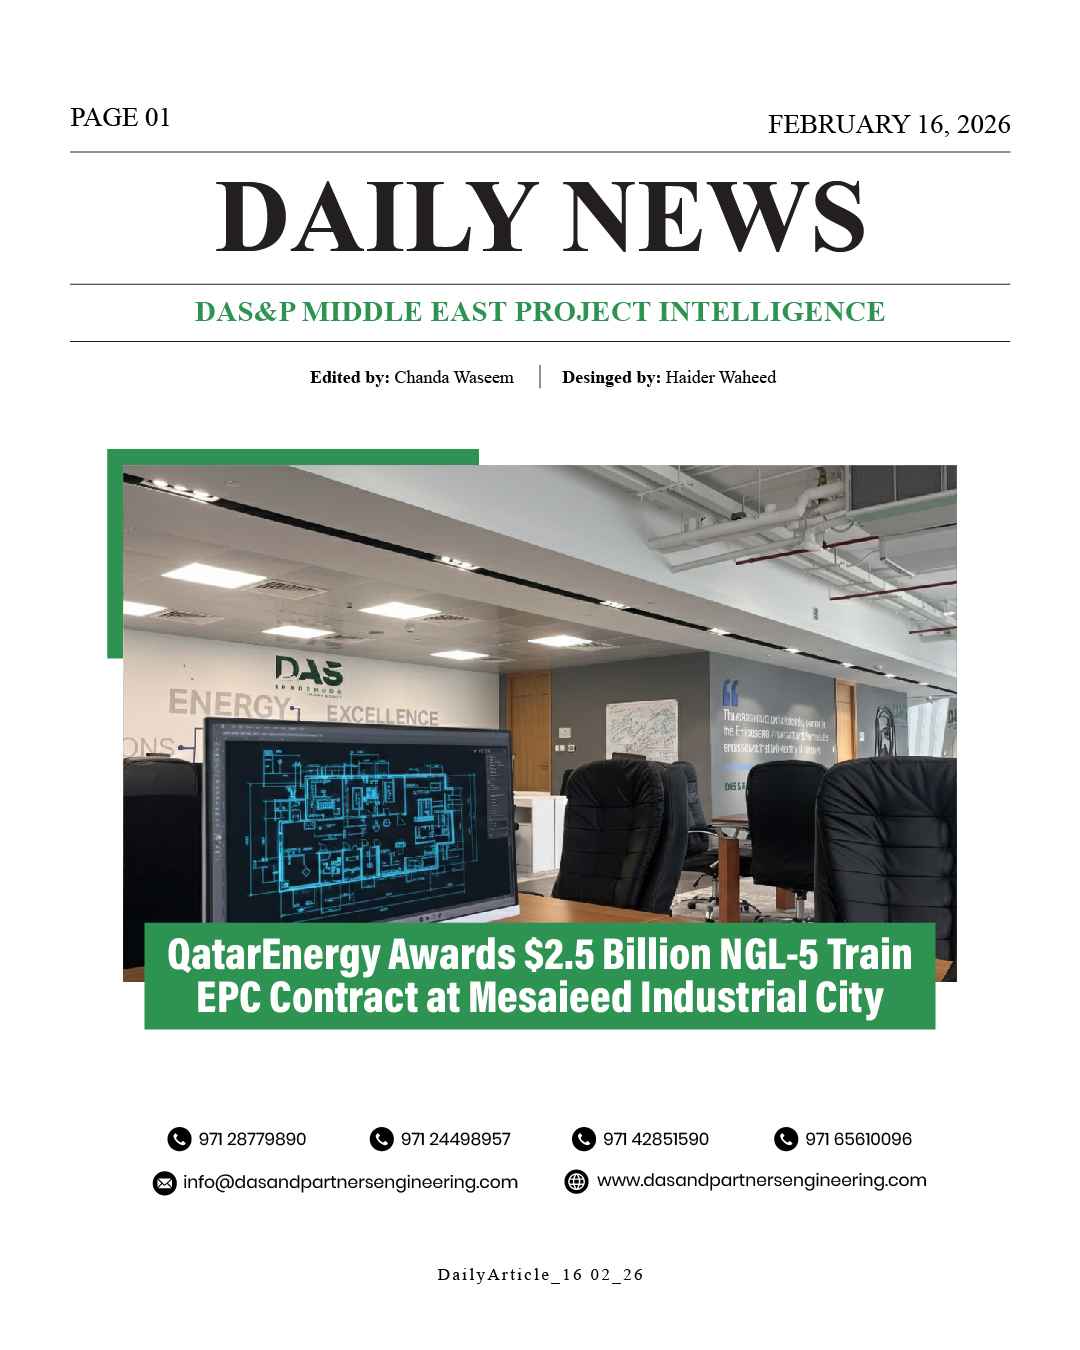 PAGE 01
FEBRUARY 16, 2026
DAILY NEWS
DAS&P MIDDLE EAST PROJECT INTELLIGENCE
Edited by: Chanda Waseem
Desinged by: Haider Waheed
DAS
ENERGY
EXCELLENCE
ONS
QatarEnergy Awards $2.5 Billion NGL-5 Train
EPC Contract at Mesaieed Industrial City
971 28779890
971 24498957
971 42851590
971 65610096
info@dasandpartnersengineering.com
www.dasandpartnersengineering.com
DailyArticle_16 02_26